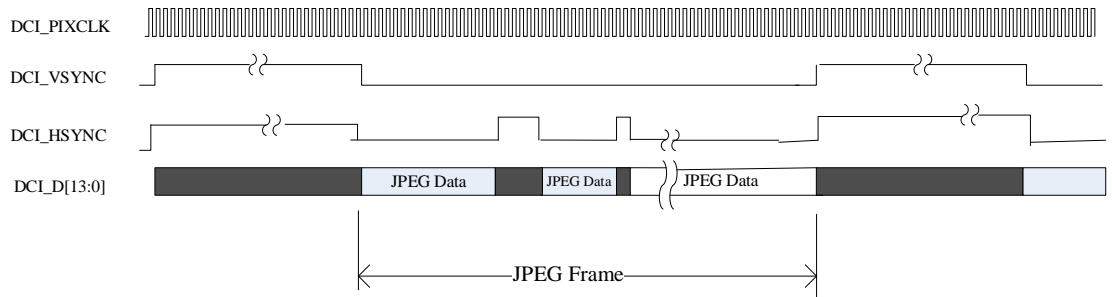 DCI_PIXCLK
DCI_VSYNC
DCI_HSYNC
DCI_D[13:0]
JPEG Data
JPEG Data
JPEG Data
JPEG Frame